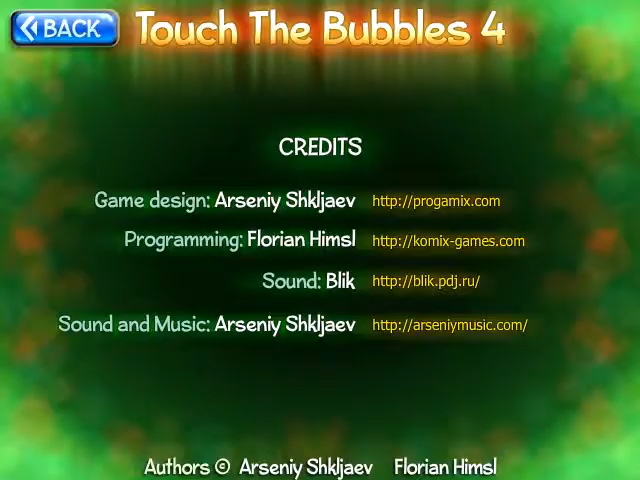 BACK
Touch The Bubbles 4
CREDITS
Game design: Arseniy Shkljaev http://progamix.com
Programming: Florian Himsl http://komix-games.com
Sound: Blik http://blik.pdj.ru/
Sound and Music: Arseniy Shkljaev http://arseniymusic.com/
Authors © Arseniy Shkljaev Florian Himsl